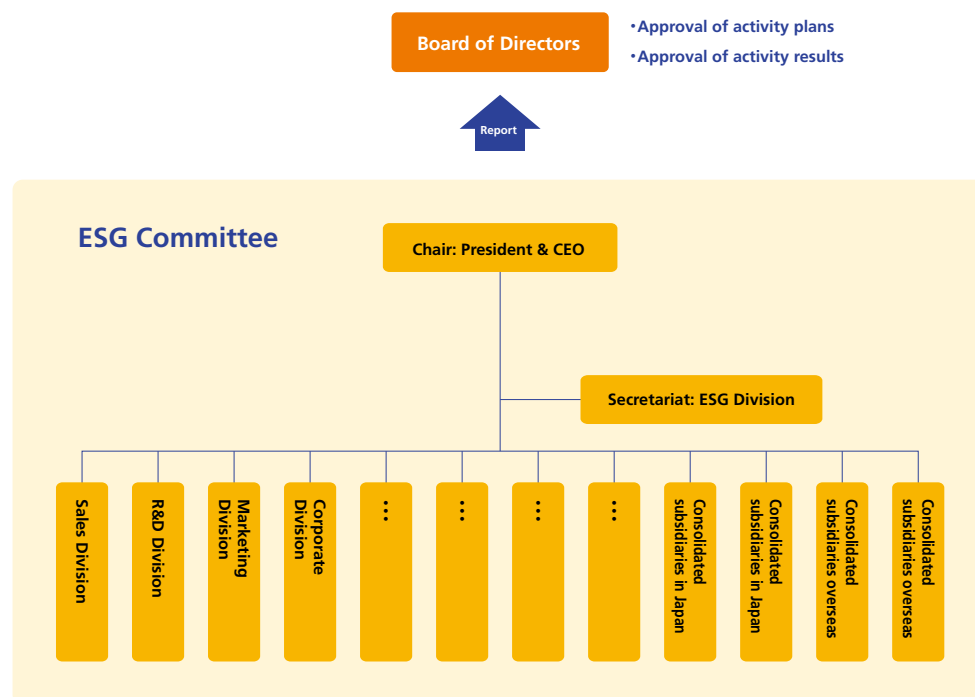 Board of Directors
・Approval of activity plans
・Approval of activity results
Report
ESG Committee
Chair: President & CEO
Secretariat: ESG Division
Sales Division
R&D Division
Marketing
Division
Corporate
Division
…
…
…
…
Consolidated
subsidiaries in Japan
Consolidated
subsidiaries in Japan
Consolidated
subsidiaries overseas
Consolidated
subsidiaries overseas